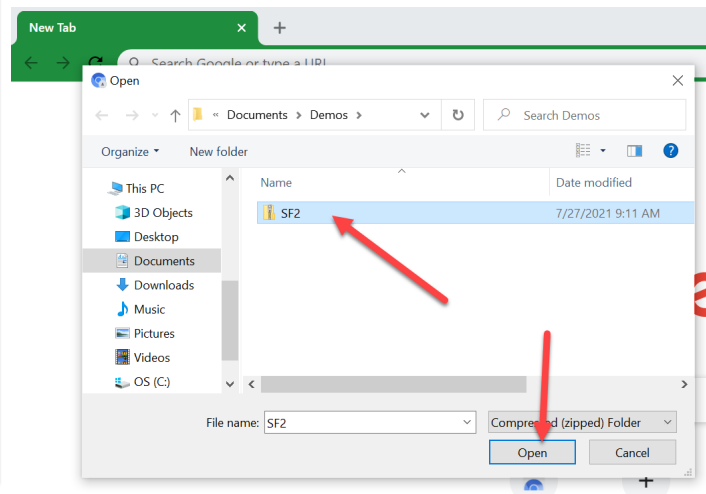 New Tab
Search Google or type a URL
Open
« Documents > Demos >
Search Demos
Organize
New folder
Name
Date modified
This PC
SF2
7/27/2021 9:11 AM
3D Objects
Desktop
Documents
Downloads
Music
Pictures
Videos
OS (C:)
File name:
SF2
Compressed (zipped) Folder
Open
Cancel